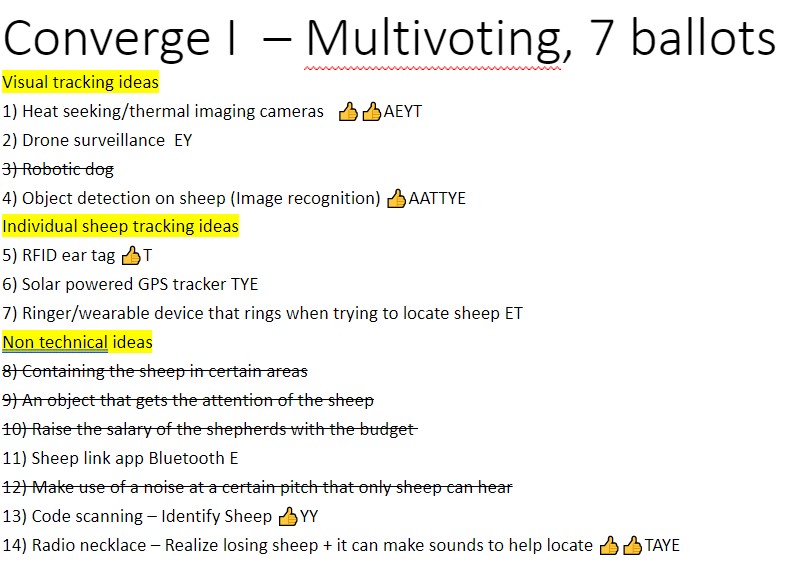 Converge I – Multivoting, 7 ballots
Visual tracking ideas
1) Heat seeking/thermal imaging cameras 👍👍AEYT
2) Drone surveillance EY
3) Robotic dog
4) Object detection on sheep (Image recognition) 👍AATTYE
Individual sheep tracking ideas
5) RFID ear tag 👍T
6) Solar powered GPS tracker TYE
7) Ringer/wearable device that rings when trying to locate sheep ET
Non technical ideas
8) Containing the sheep in certain areas
9) An object that gets the attention of the sheep
10) Raise the salary of the shepherds with the budget
11) Sheep link app Bluetooth E
12) Make use of a noise at a certain pitch that only sheep can hear
13) Code scanning – Identify Sheep 👍YY
14) Radio necklace – Realize losing sheep + it can make sounds to help locate 👍👍TAYE